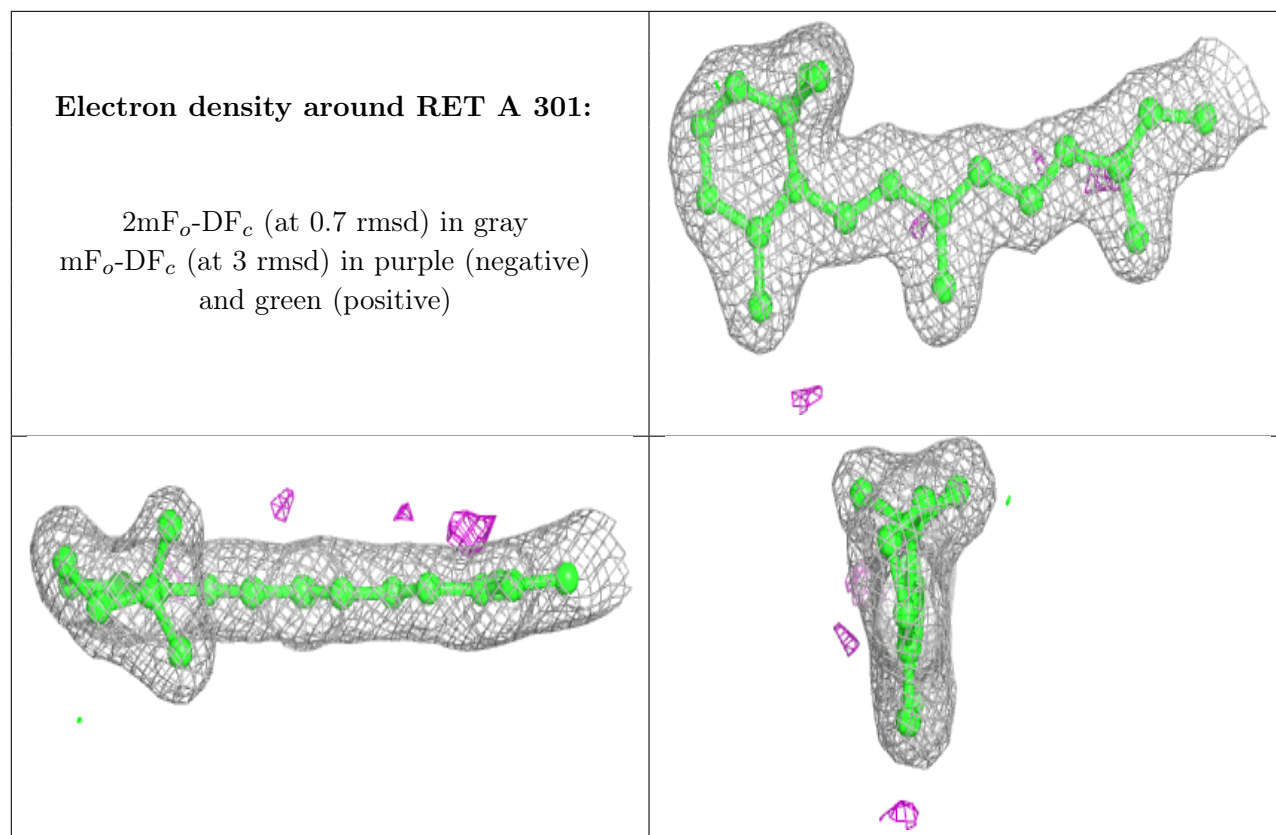 Electron density around RET A 301:
2mFo-DFc (at 0.7 rmsd) in gray
mFo-DFc (at 3 rmsd) in purple (negative)
and green (positive)